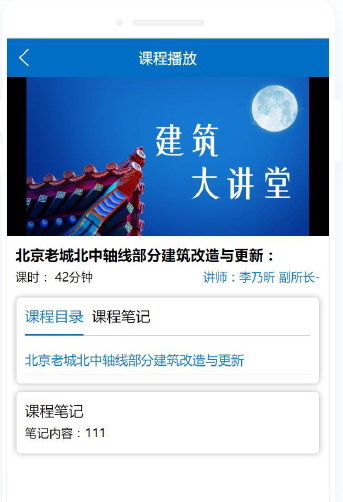 课程播放
建筑
大讲堂
北京老城北中轴线部分建筑改造与更新：
课时： 42分钟 讲师：李乃昕 副所长-
课程目录 课程笔记
北京老城北中轴线部分建筑改造与更新
课程笔记
笔记内容：111